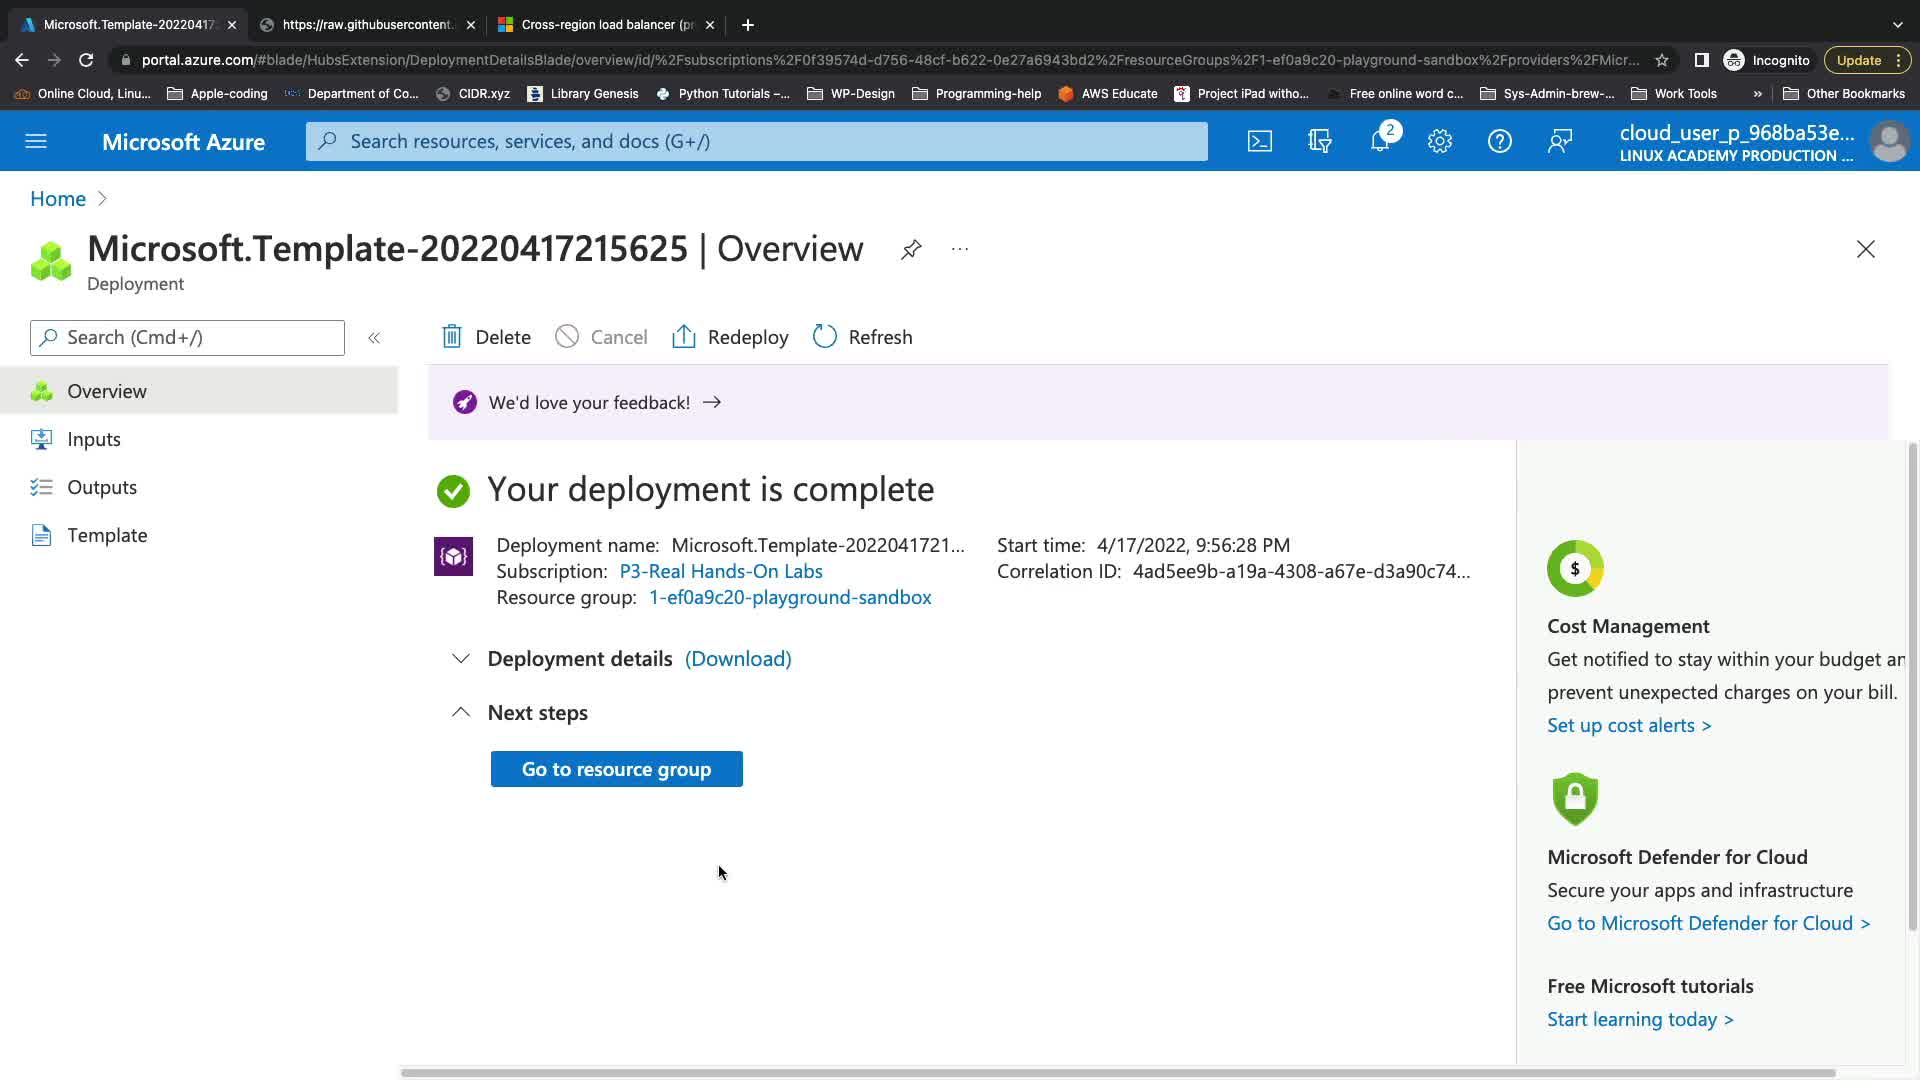 Microsoft.Template-20220417
https://raw.githubusercontent.
Cross-region load balancer (pr
portal.azure.com/#blade/HubsExtension/DeploymentDetailsBlade/overview/id/%2Fsubscriptions%2F0f39574d-d756-48cf-b622-0e27a6943bd2%2FresourceGroups%2F1-ef0a9c20-playground-sandbox%2Fproviders%2FMicr...
Incognito
Update
Online Cloud, Linu...
Apple-coding
Department of Co...
CIDR.xyz
Library Genesis
Python Tutorials –...
WP-Design
Programming-help
AWS Educate
Project iPad witho...
Free online word c...
Sys-Admin-brew-...
Work Tools
»
Other Bookmarks
Microsoft Azure
Search resources, services, and docs (G+/)
2
cloud_user_p_968ba53e...
LINUX ACADEMY PRODUCTION ...
Home
Microsoft.Template-20220417215625 | Overview
...
Deployment
Search (Cmd+/)
«
Delete
Cancel
Redeploy
Refresh
Overview
Inputs
Outputs
Template
We'd love your feedback! →
Your deployment is complete
Deployment name: Microsoft.Template-2022041721...
Subscription: P3-Real Hands-On Labs
Resource group: 1-ef0a9c20-playground-sandbox
Start time: 4/17/2022, 9:56:28 PM
Correlation ID: 4ad5ee9b-a19a-4308-a67e-d3a90c74...
Deployment details (Download)
Next steps
Go to resource group
$
Cost Management
Get notified to stay within your budget an
prevent unexpected charges on your bill.
Set up cost alerts >
Microsoft Defender for Cloud
Secure your apps and infrastructure
Go to Microsoft Defender for Cloud >
Free Microsoft tutorials
Start learning today >